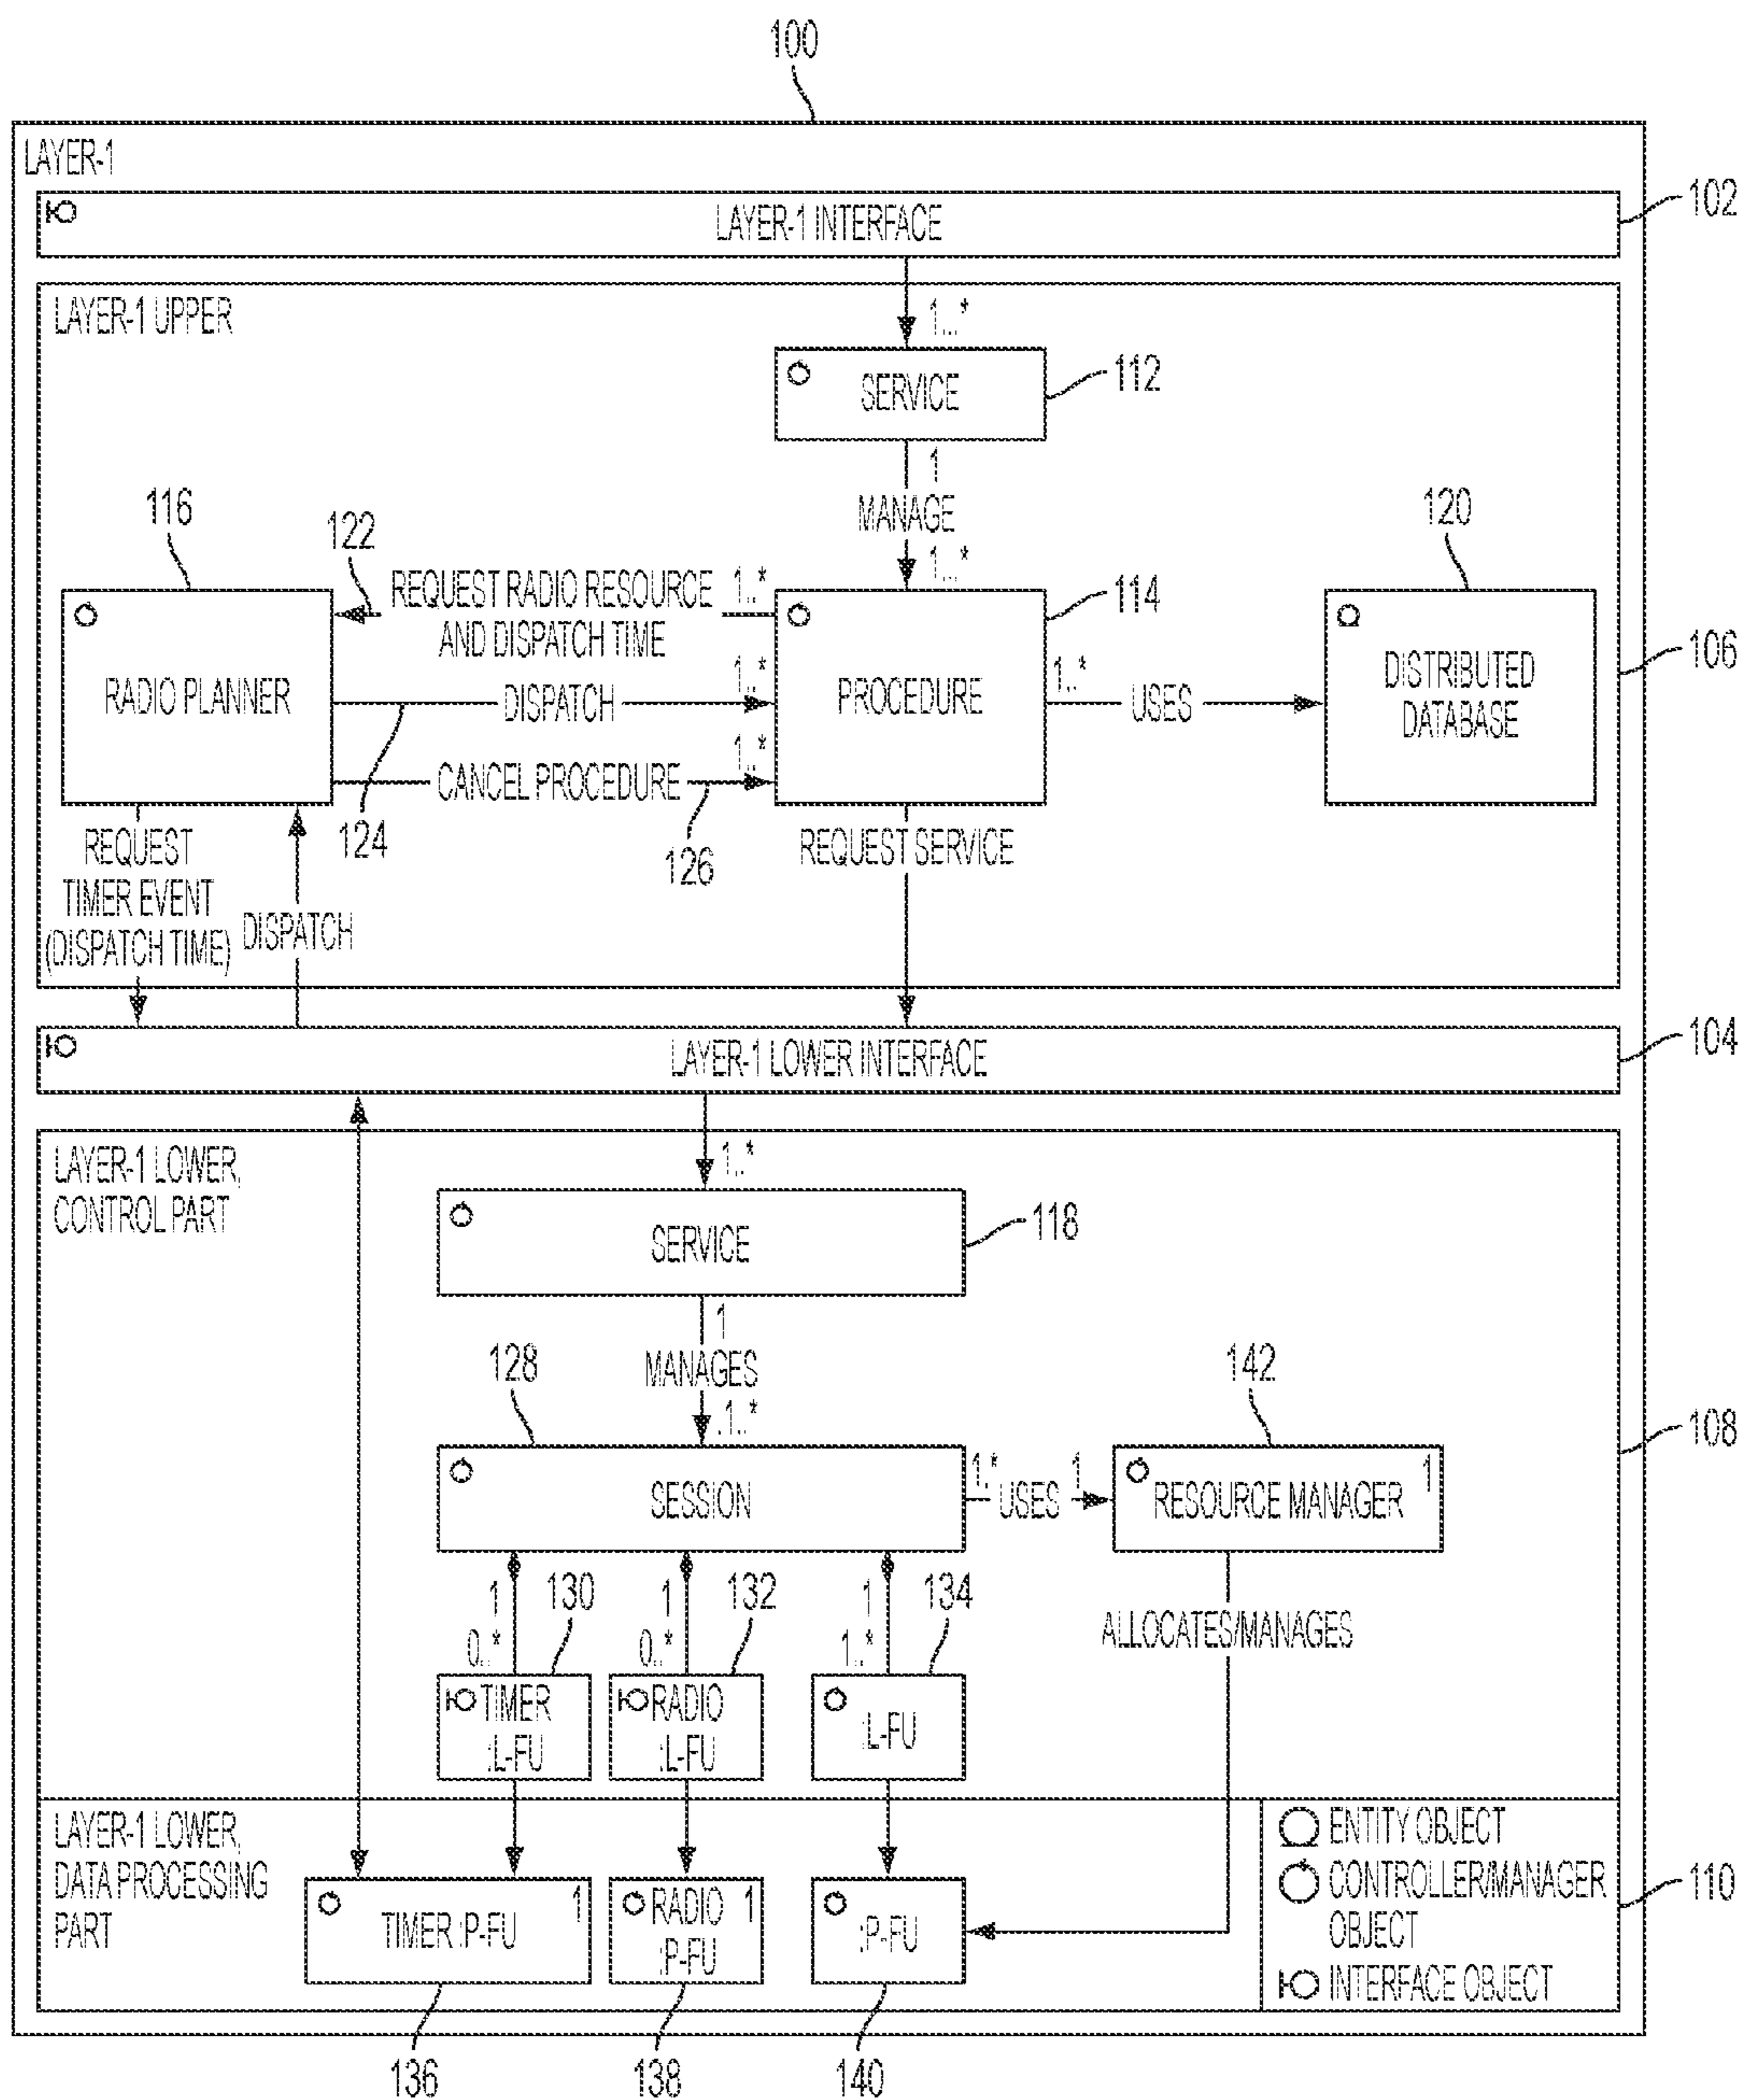 100
LAYER-1
LAYER-1 INTERFACE
102
LAYER-1 UPPER
1..*
SERVICE
112
1
MANAGE
1..*
116
122
120
REQUEST RADIO RESOURCE
AND DISPATCH TIME
1..*
114
RADIO PLANNER
DISPATCH
1..*
PROCEDURE
1..*
USES
DISTRIBUTED
DATABASE
106
CANCEL PROCEDURE
1..*
124
126
REQUEST
TIMER EVENT
(DISPATCH TIME)
DISPATCH
REQUEST SERVICE
LAYER-1 LOWER INTERFACE
104
LAYER-1 LOWER,
CONTROL PART
1..*
SERVICE
118
1
MANAGES
1..*
128
142
108
SESSION
1..*
USES
1
RESOURCE MANAGER
1
1
0..*
130
1
0..*
132
1
1..*
134
ALLOCATES/MANAGES
TIMER
:L-FU
RADIO
:L-FU
:L-FU
LAYER-1 LOWER,
DATA PROCESSING
PART
TIMER :P-FU
1
RADIO
:P-FU
1
:P-FU
ENTITY OBJECT
CONTROLLER/MANAGER
OBJECT
INTERFACE OBJECT
110
136
138
140